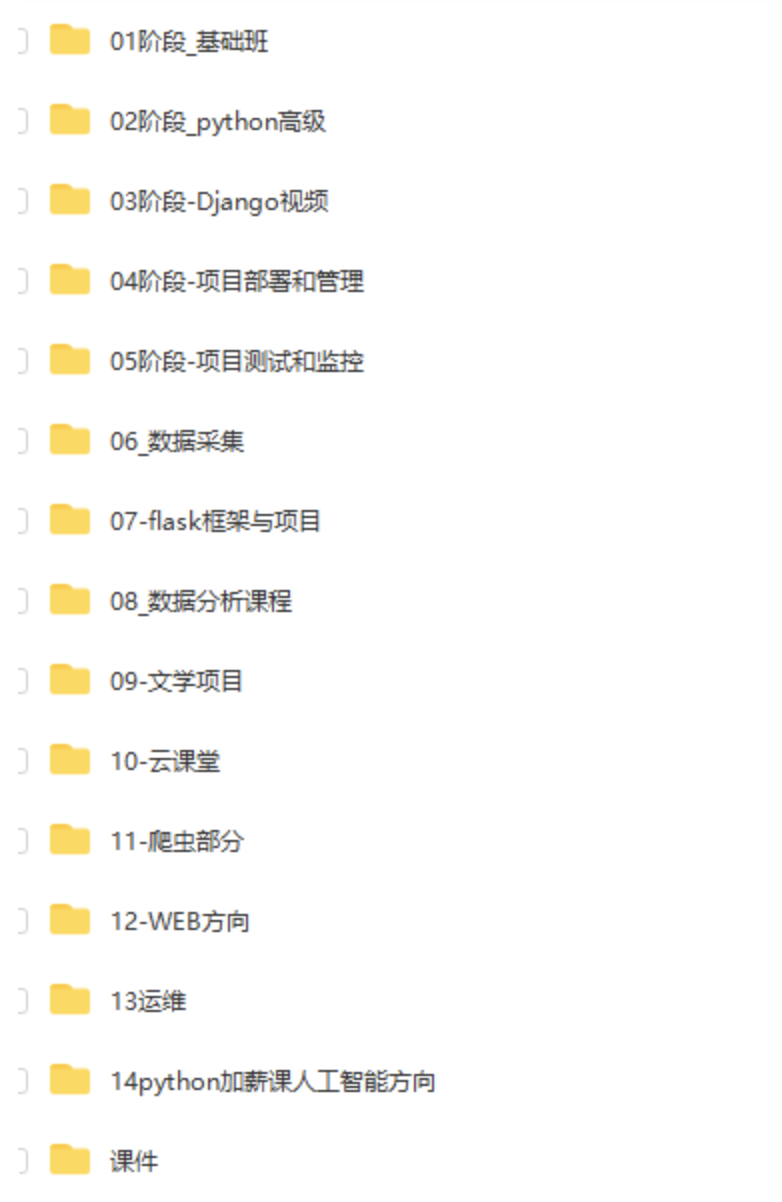 01阶段_基础班
02阶段_python高级
03阶段-Django视频
04阶段-项目部署和管理
05阶段-项目测试和监控
06_数据采集
07-flask框架与项目
08_数据分析课程
09-文学项目
10-云课堂
11-爬虫部分
12-WEB方向
13运维
14python加薪课人工智能方向
课件